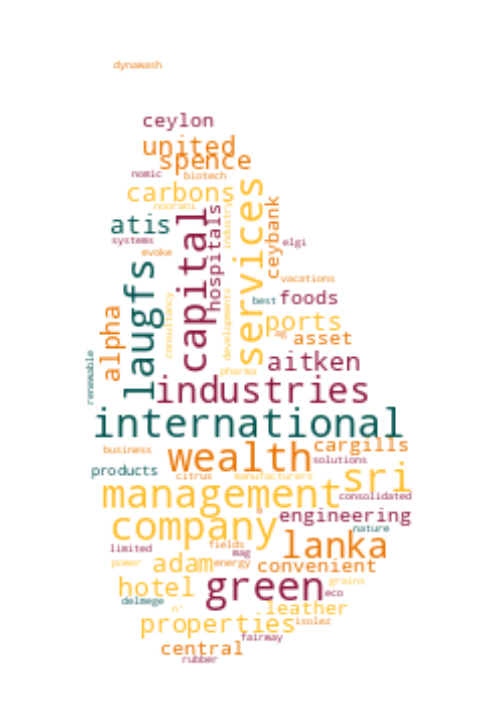 dynawash
ceylon
united
spence
nomic
biotech
carbons
noorani
industry
services
capital
hospitals
ceybank
atis
systems
elgi
evoke
laugfs
vacations
consultancy
developments
best
foods
alpha
ports
ag
asset
renewable
aitken
pharma
industries
international
business
wealth
cargills
solutions
products
citrus
manufacturers
sri
management
consolidated
company
engineering
nature
limited
fields
mag
lanka
power
adam
energy
convenient
hotel
green
grains
eco
delmege
n'
leather
properties
isolez
fairway
central
rubber